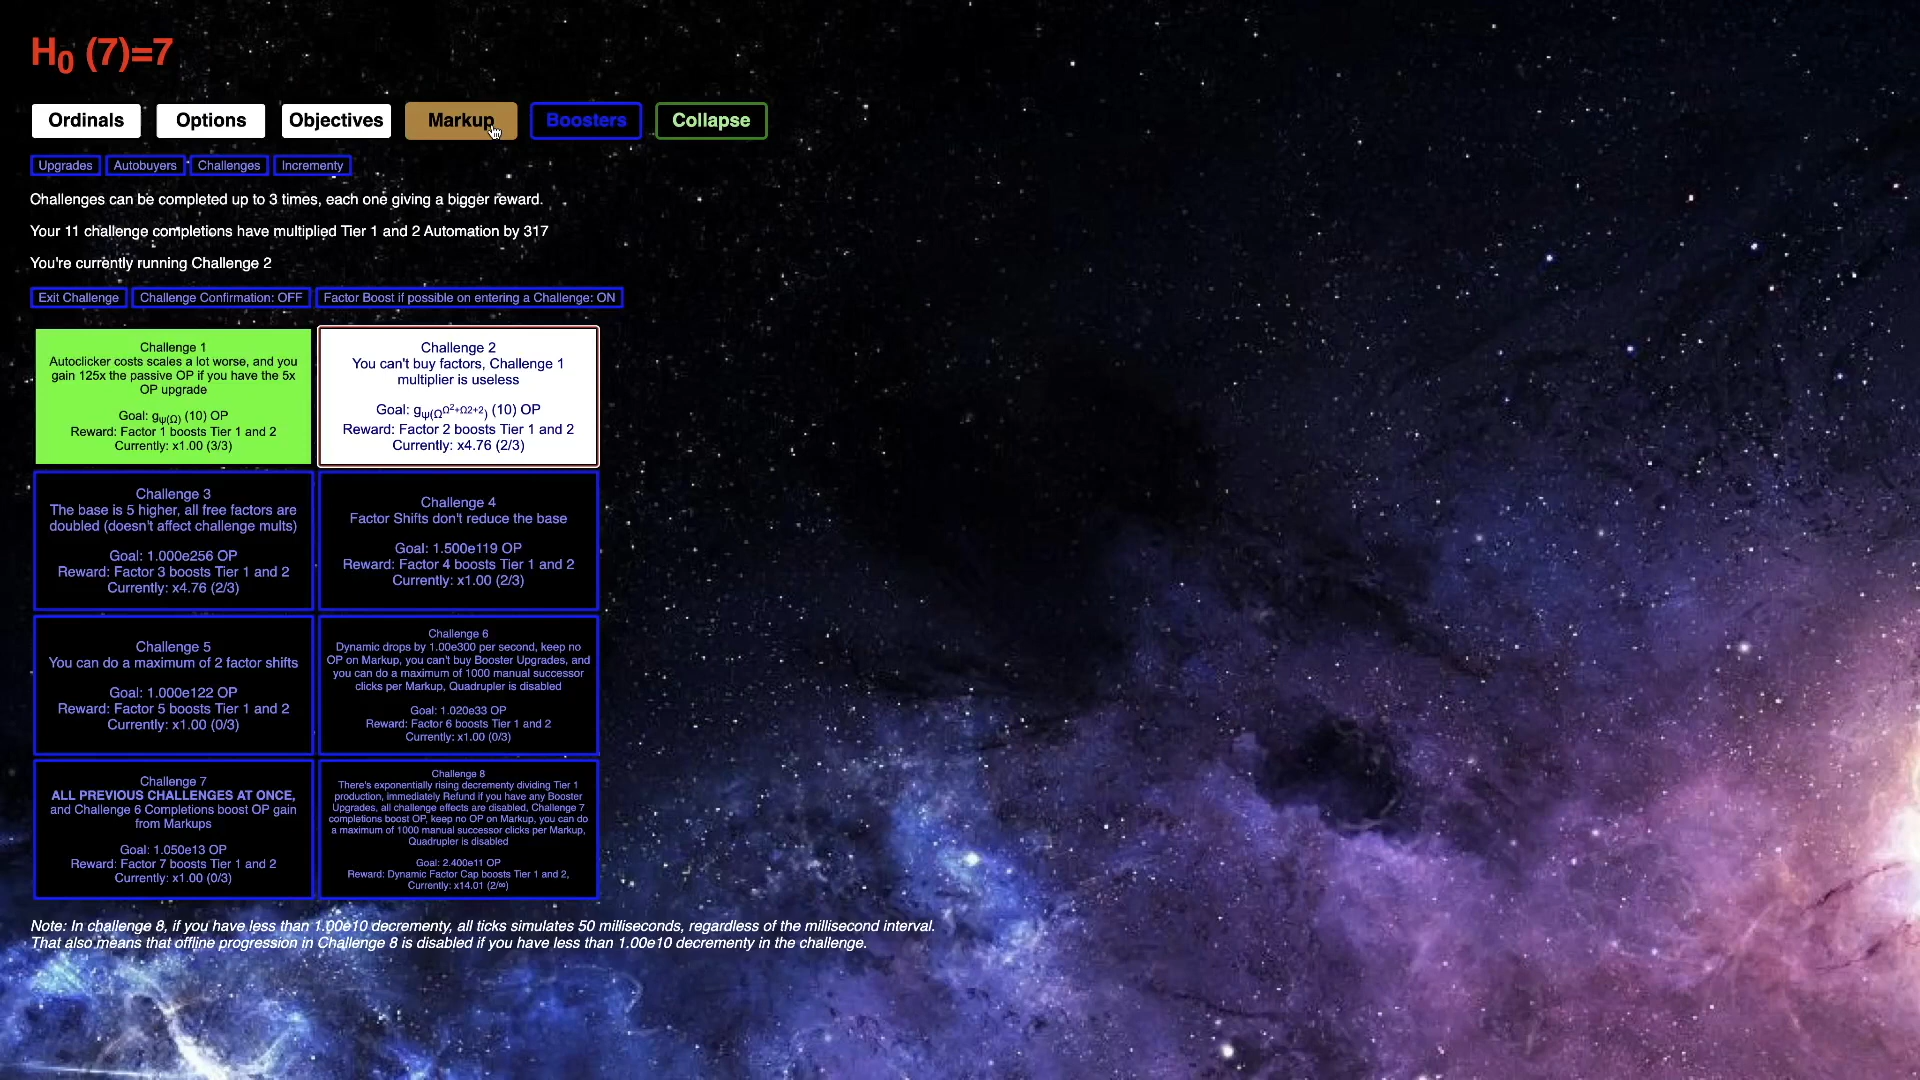 H₀ (7)=7
Ordinals Options Objectives Markup Boosters Collapse
Upgrades Autobuyers Challenges Incrementy
Challenges can be completed up to 3 times, each one giving a bigger reward.
Your 11 challenge completions have multiplied Tier 1 and 2 Automation by 317
You're currently running Challenge 2
Exit Challenge Challenge Confirmation: OFF Factor Boost if possible on entering a Challenge: ON
Challenge 1
Autoclicker costs scales a lot worse, and you
gain 125x the passive OP if you have the 5x
OP upgrade
Goal: gψ(Ω) (10) OP
Reward: Factor 1 boosts Tier 1 and 2
Currently: x1.00 (3/3)
Challenge 2
You can't buy factors, Challenge 1
multiplier is useless
Goal: gψ(Ω^Ω²+Ω2+2) (10) OP
Reward: Factor 2 boosts Tier 1 and 2
Currently: x4.76 (2/3)
Challenge 3
The base is 5 higher, all free factors are
doubled (doesn't affect challenge mults)
Goal: 1.000e256 OP
Reward: Factor 3 boosts Tier 1 and 2
Currently: x4.76 (2/3)
Challenge 4
Factor Shifts don't reduce the base
Goal: 1.500e119 OP
Reward: Factor 4 boosts Tier 1 and 2
Currently: x1.00 (2/3)
Challenge 5
You can do a maximum of 2 factor shifts
Goal: 1.000e122 OP
Reward: Factor 5 boosts Tier 1 and 2
Currently: x1.00 (0/3)
Challenge 6
Dynamic drops by 1.00e300 per second, keep no
OP on Markup, you can't buy Booster Upgrades, and
you can do a maximum of 1000 manual successor
clicks per Markup, Quadrupler is disabled
Goal: 1.020e33 OP
Reward: Factor 6 boosts Tier 1 and 2
Currently: x1.00 (0/3)
Challenge 7
ALL PREVIOUS CHALLENGES AT ONCE,
and Challenge 6 Completions boost OP gain
from Markups
Goal: 1.050e13 OP
Reward: Factor 7 boosts Tier 1 and 2
Currently: x1.00 (0/3)
Challenge 8
There's exponentially rising decrementy dividing Tier 1
production, immediately Refund if you have any Booster
Upgrades, all challenge effects are disabled, Challenge 7
completions boost OP, keep no OP on Markup, you can do
a maximum of 1000 manual successor clicks per Markup,
Quadrupler is disabled
Goal: 2.400e11 OP
Reward: Dynamic Factor Cap boosts Tier 1 and 2,
Currently: x14.01 (2/∞)
Note: In challenge 8, if you have less than 1.00e10 decrementy, all ticks simulates 50 milliseconds, regardless of the millisecond interval.
That also means that offline progression in Challenge 8 is disabled if you have less than 1.00e10 decrementy in the challenge.